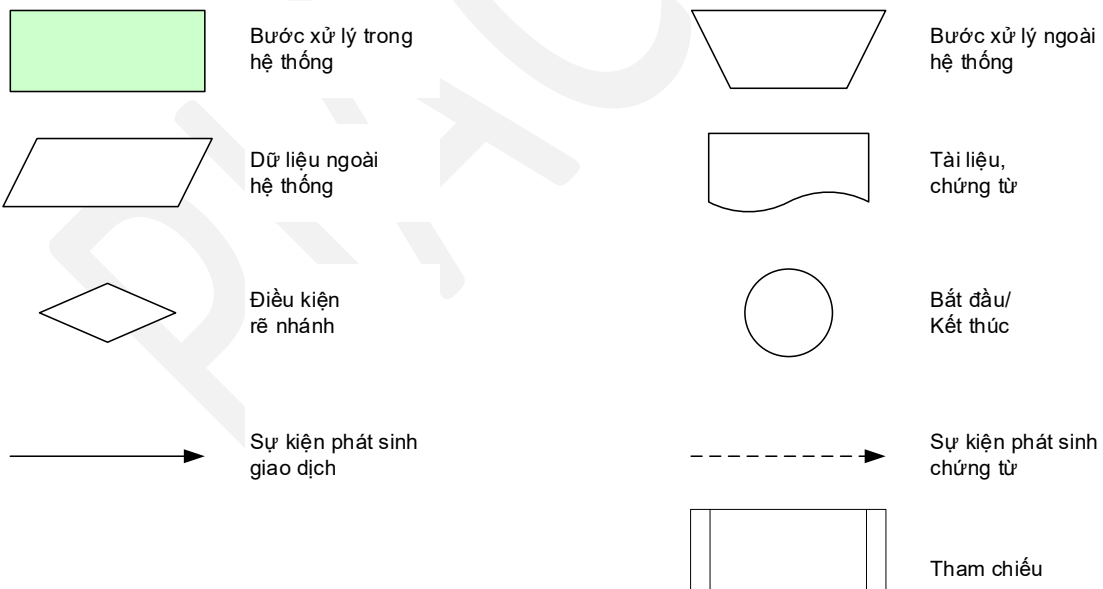 Bước xử lý trong
hệ thống
Bước xử lý ngoài
hệ thống
Dữ liệu ngoài
hệ thống
Tài liệu,
chứng từ
Điều kiện
rẽ nhánh
Bắt đầu/
Kết thúc
Sự kiện phát sinh
giao dịch
Sự kiện phát sinh
chứng từ
Tham chiếu